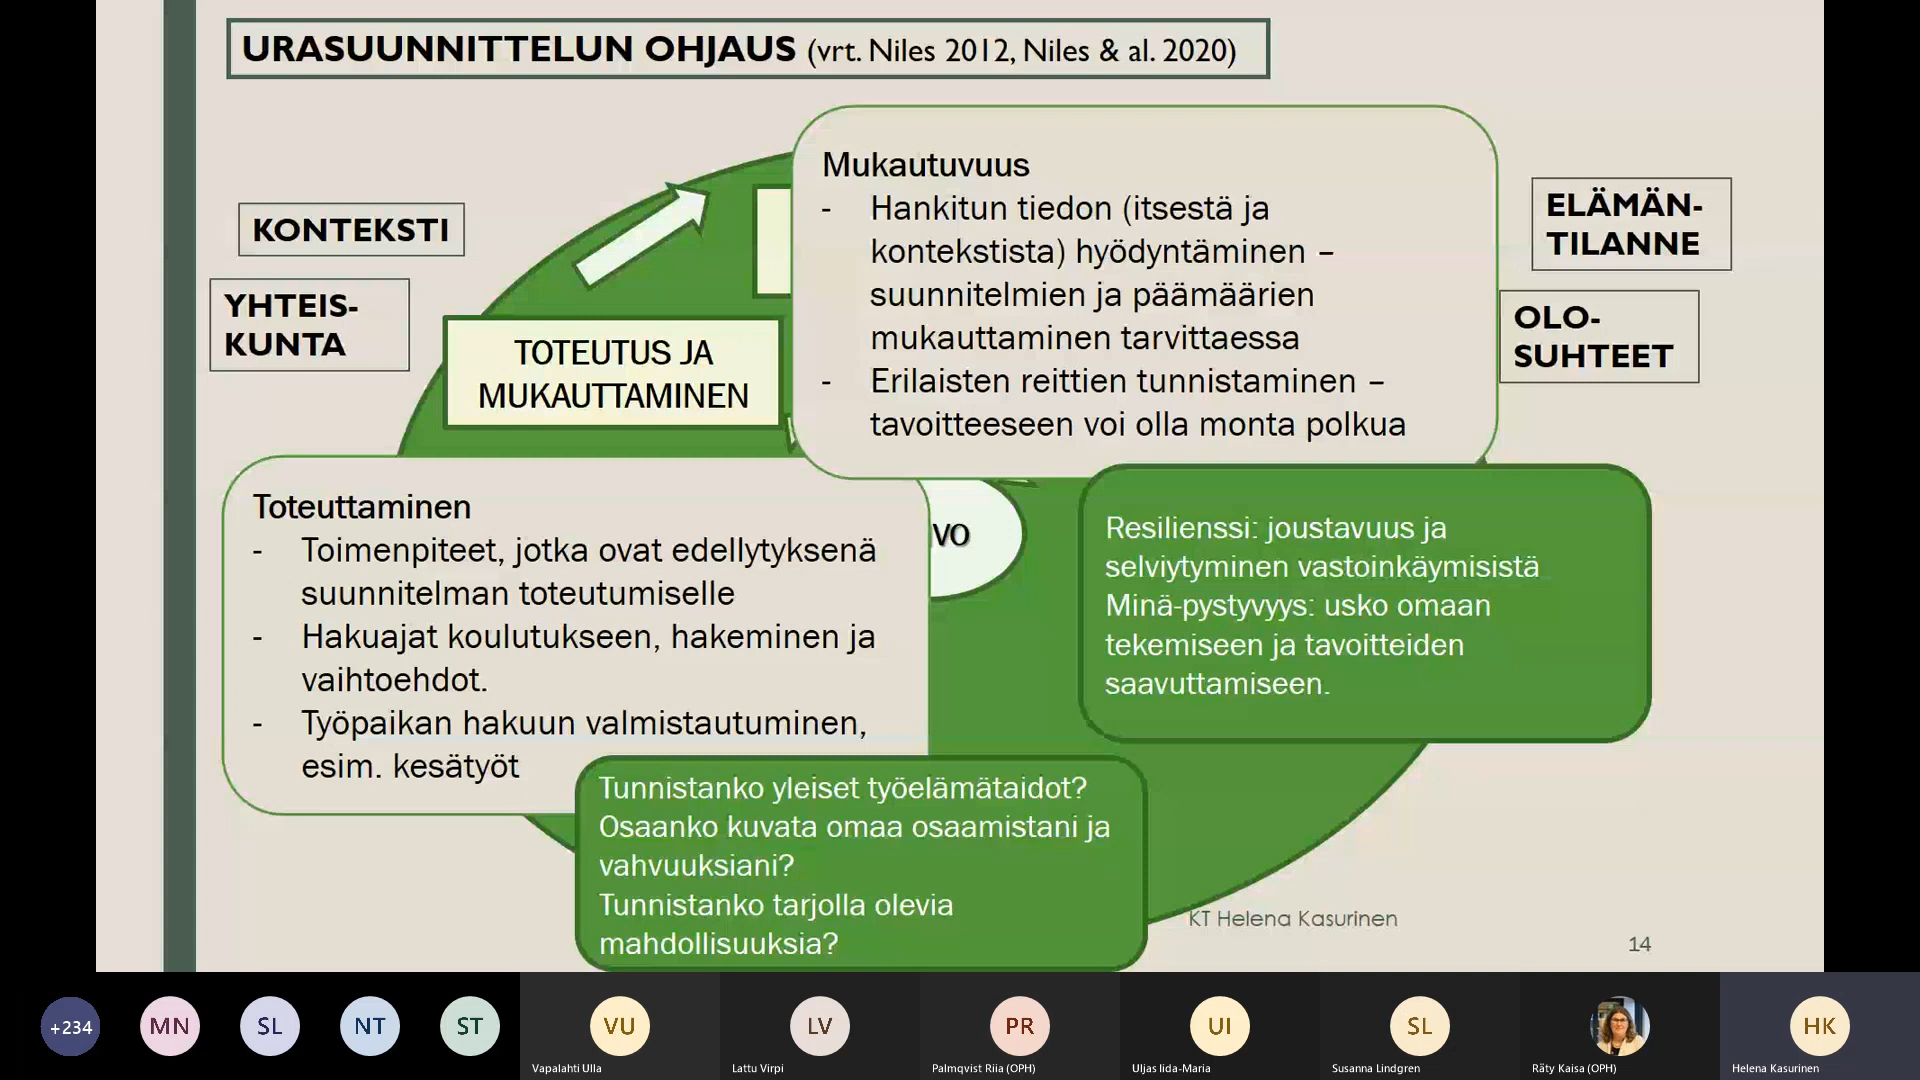 URASUUNNITTELUN OHJAUS (vrt. Niles 2012, Niles & al. 2020)
KONTEKSTI
YHTEIS-
KUNTA
ELÄMÄN-
TILANNE
OLO-
SUHTEET
TOTEUTUS JA
MUKAUTTAMINEN
Mukautuvuus
- Hankitun tiedon (itsestä ja
kontekstista) hyödyntäminen –
suunnitelmien ja päämäärien
mukauttaminen tarvittaessa
- Erilaisten reittien tunnistaminen –
tavoitteeseen voi olla monta polkua
Toteuttaminen
- Toimenpiteet, jotka ovat edellytyksenä
suunnitelman toteutumiselle
- Hakuajat koulutukseen, hakeminen ja
vaihtoehdot.
- Työpaikan hakuun valmistautuminen,
esim. kesätyöt
VO
Resilienssi: joustavuus ja
selviytyminen vastoinkäymisistä
Minä-pystyvyys: usko omaan
tekemiseen ja tavoitteiden
saavuttamiseen.
Tunnistanko yleiset työelämätaidot?
Osaanko kuvata omaa osaamistani ja
vahvuuksiani?
Tunnistanko tarjolla olevia
mahdollisuuksia?
KT Helena Kasurinen
14
+234
MN
SL
NT
ST
VU
Vapalahti Ulla
LV
Lattu Virpi
PR
Palmqvist Riia (OPH)
UI
Uljas Iida-Maria
SL
Susanna Lindgren
Räty Kaisa (OPH)
HK
Helena Kasurinen